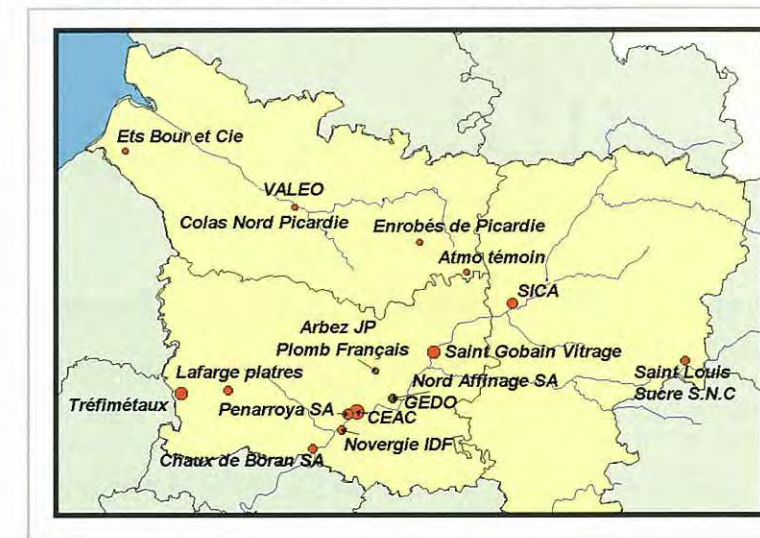 Ets Bour et Cie
VALEO
Colas Nord Picardie
Enrobés de Picardie
Atmo témoin
SICA
Arbez JP
Plomb Français
Saint Gobain Vitrage
Lafarge platres
Nord Affinage SA
Saint Louis
Sucre S.N.C
Tréfimétaux
Penarroya SA
GEDO
CEAC
Novergie IDF
Chaux de Boran SA